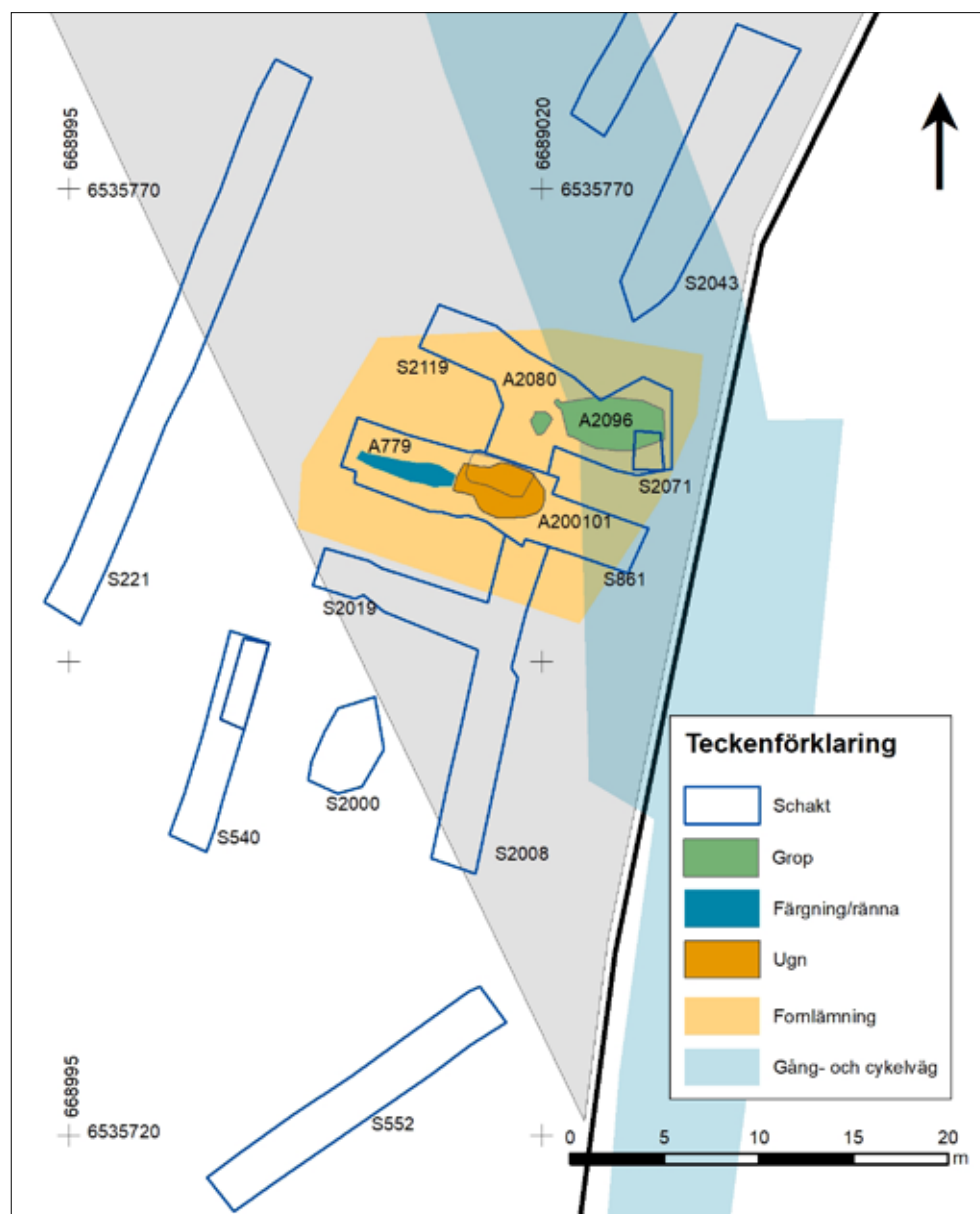 668995
6689020
6535770
6535770
S2043
S2119
A2080
A2096
A779
S2071
A200101
S221
S861
S2019
S2000
S540
S2008
Teckenförklaring
Schakt
Grop
Färgning/ränna
Ugn
Fornlämning
Gång- och cykelväg
668995
6535720
S552
0 5 10 15 20
m